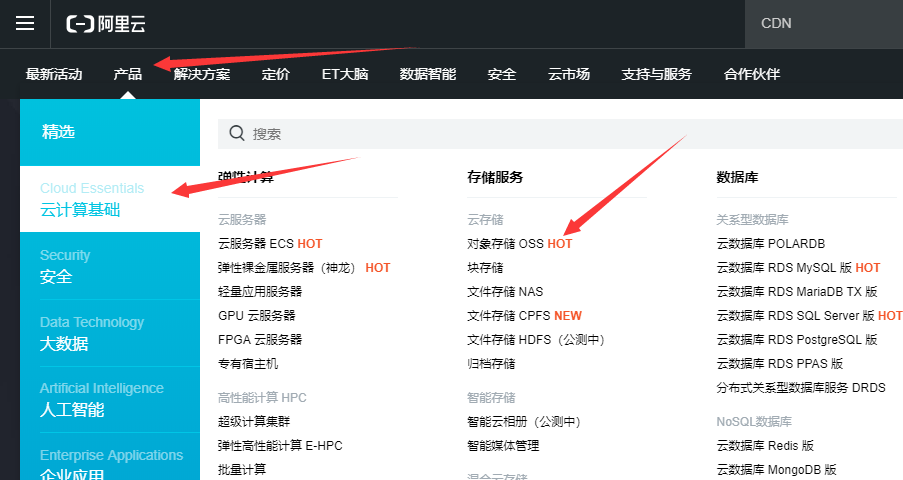 阿里云
CDN
最新活动 产品 解决方案 定价 ET大脑 数据智能 安全 云市场 支持与服务 合作伙伴
精选
Cloud Essentials
云计算基础
Security
安全
Data Technology
大数据
Artificial Intelligence
人工智能
Enterprise Applications
企业应用
搜索
弹性计算
云服务器
云服务器 ECS HOT
弹性裸金属服务器（神龙） HOT
轻量应用服务器
GPU 云服务器
FPGA 云服务器
专有宿主机
高性能计算 HPC
超级计算集群
弹性高性能计算 E-HPC
批量计算
存储服务
云存储
对象存储 OSS HOT
块存储
文件存储 NAS
文件存储 CPFS NEW
文件存储 HDFS（公测中）
归档存储
智能存储
智能云相册（公测中）
智能媒体管理
混合云存储
数据库
关系型数据库
云数据库 POLARDB
云数据库 RDS MySQL 版 HOT
云数据库 RDS MariaDB TX 版
云数据库 RDS SQL Server 版 HOT
云数据库 RDS PostgreSQL 版
云数据库 RDS PPAS 版
分布式关系型数据库服务 DRDS
NoSQL数据库
云数据库 Redis 版
云数据库 MongoDB 版